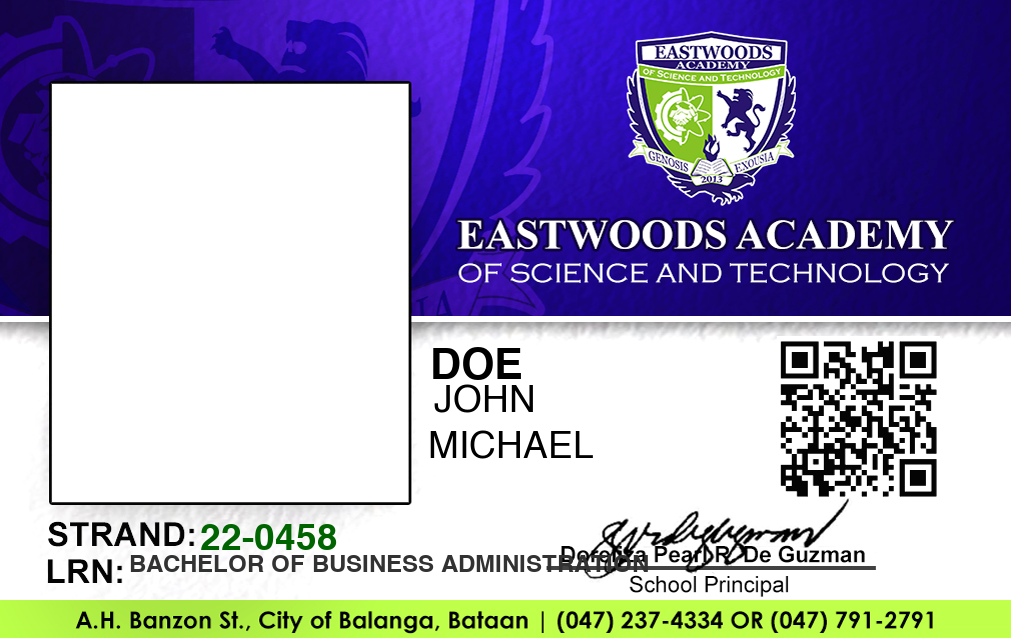 EASTWOODS
ACADEMY
OF SCIENCE AND TECHNOLOGY
GENOSIS EXOUSIA
2013
EASTWOODS ACADEMY
OF SCIENCE AND TECHNOLOGY
DOE
JOHN
MICHAEL
STRAND: 22-0458
LRN: BACHELOR OF BUSINESS ADMINISTRATION
Pearl R. De Guzman
School Principal
A.H. Banzon St., City of Balanga, Bataan | (047) 237-4334 OR (047) 791-2791